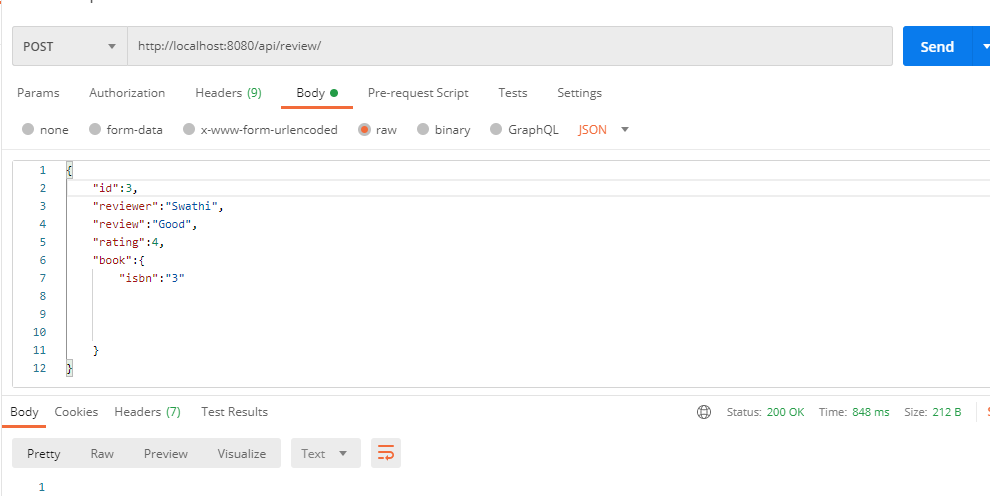 POST http://localhost:8080/api/review/ Send
Params Authorization Headers (9) Body Pre-request Script Tests Settings
none form-data x-www-form-urlencoded raw binary GraphQL JSON
1 {
2 "id":3,
3 "reviewer":"Swathi",
4 "review":"Good",
5 "rating":4,
6 "book":{
7 "isbn":"3"
8
9
10
11 }
12 }
Body Cookies Headers (7) Test Results Status: 200 OK Time: 848 ms Size: 212 B
Pretty Raw Preview Visualize Text
1